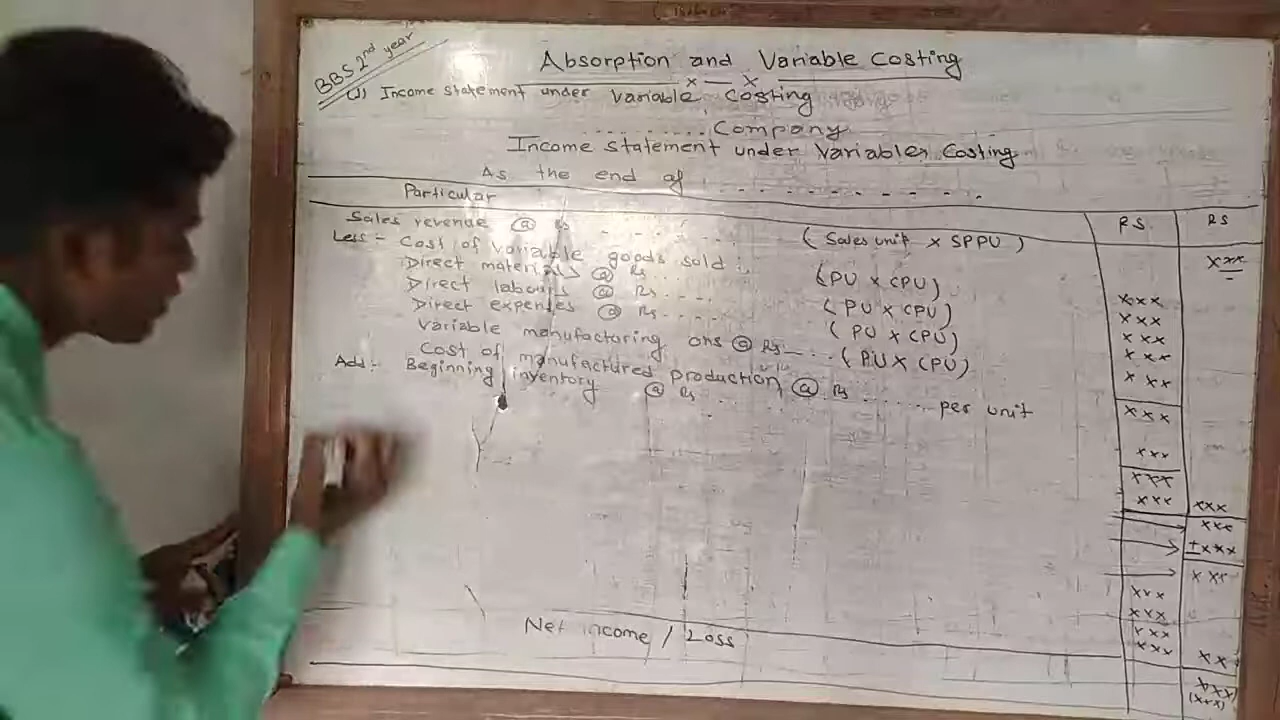 BBS 2nd year
Absorption and Variable Costing
x — x
(1) Income statement under Variable Costing
.......... Company
Income statement under Variables Costing
As the end of ............
Particular RS. RS
Sales revenue @ Rs ...... (Sales unit x SPPU) xxx
Less:- Cost of variable goods sold:
Direct materials @ Rs .... (PU x CPU) xxx
Direct labours @ Rs .... (PU x CPU) xxx
Direct expenses @ Rs ..... (PU x CPU) xxx
Variable manufacturing ons @ Rs ..... (PU x CPU) xxx
Cost of manufactured production @ Rs ....... per unit xxx
Add:- Beginning inventory @ Rs ..... xxx
xxx
xxx
xxx xxx
xxx
±xxx
xxx
xxx
xxx
xxx
xxx xx
Net income / Loss xxx
(xxx)